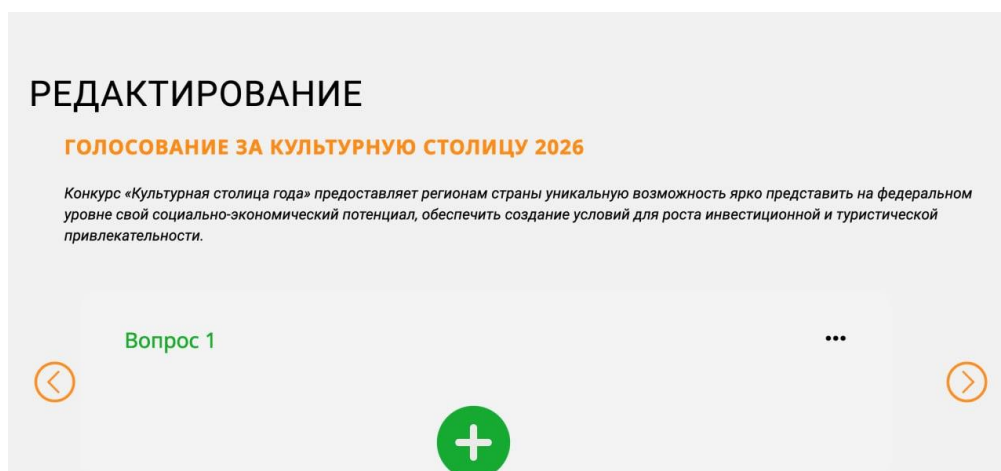 РЕДАКТИРОВАНИЕ
ГОЛОСОВАНИЕ ЗА КУЛЬТУРНУЮ СТОЛИЦУ 2026
Конкурс «Культурная столица года» предоставляет регионам страны уникальную возможность ярко представить на федеральном
уровне свой социально-экономический потенциал, обеспечить создание условий для роста инвестиционной и туристической
привлекательности.
Вопрос 1